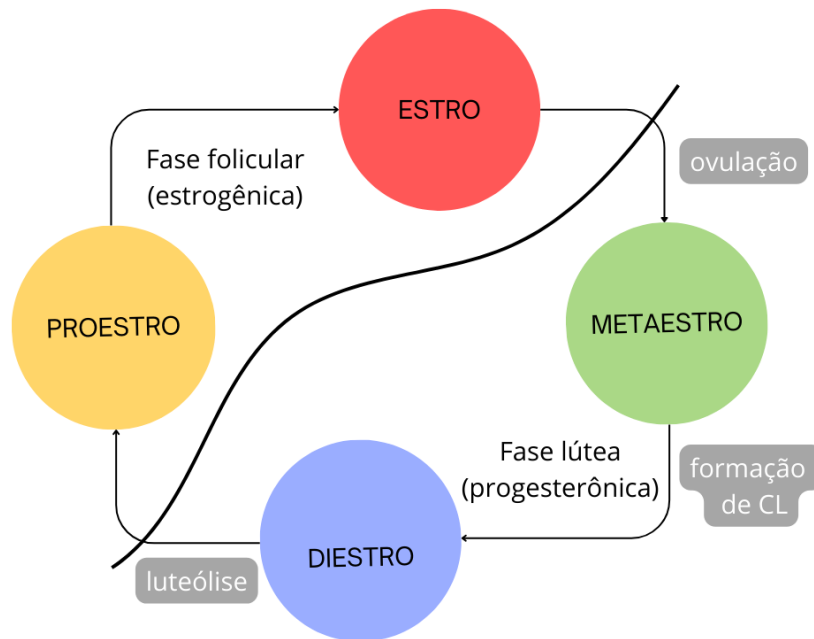 ESTRO
Fase folicular
(estrogênica)
ovulação
PROESTRO
METAESTRO
Fase lútea
(progesterônica)
formação
de CL
DIESTRO
luteólise